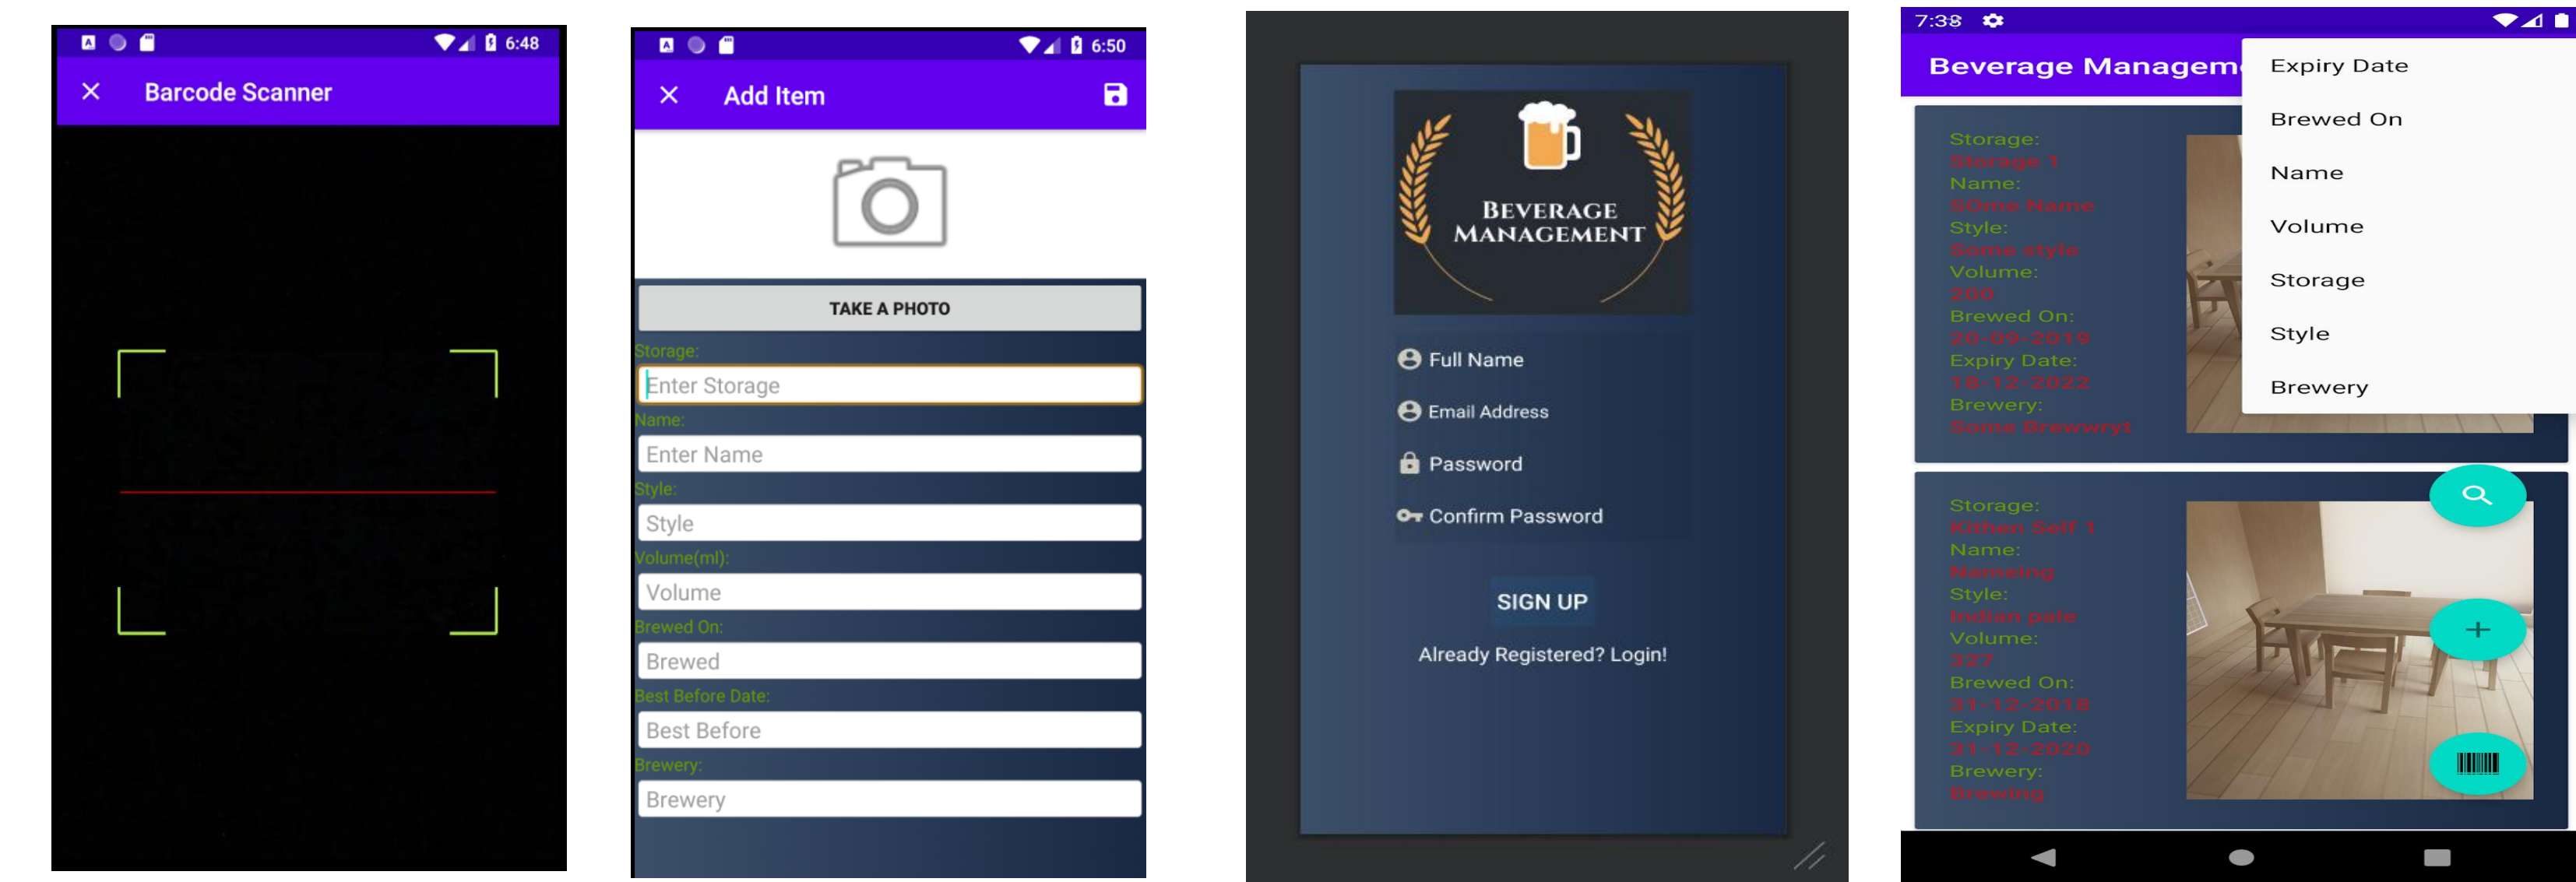 6:48
Barcode Scanner
6:50
Add Item
TAKE A PHOTO
Storage:
Enter Storage
Name:
Enter Name
Style:
Style
Volume(ml):
Volume
Brewed On:
Brewed
Best Before Date:
Best Before
Brewery:
Brewery
BEVERAGE
MANAGEMENT
Full Name
Email Address
Password
Confirm Password
SIGN UP
Already Registered? Login!
7:38
Beverage Managem
Expiry Date
Brewed On
Name
Volume
Storage
Style
Brewery
Storage:
Storage 1
Name:
SOme Name
Style:
Some style
Volume:
200
Brewed On:
20-09-2019
Expiry Date:
18-12-2022
Brewery:
Some Brewwryt
Storage:
Kithen Self 1
Name:
Nameing
Style:
Indian pale
Volume:
327
Brewed On:
31-12-2018
Expiry Date:
31-12-2020
Brewery:
Brewing